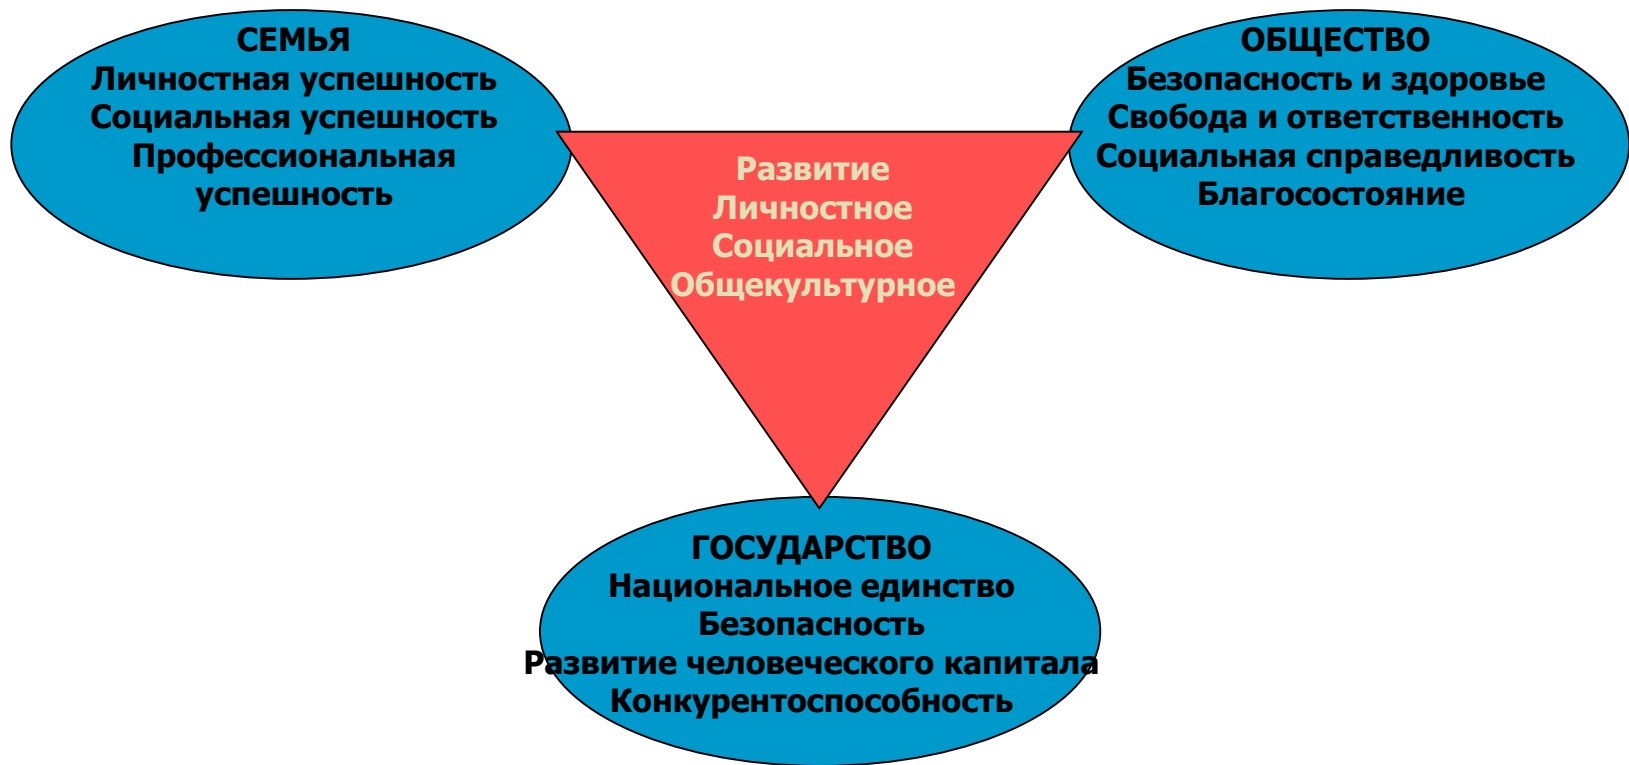 СЕМЬЯ
Личностная успешность
Социальная успешность
Профессиональная
успешность
ОБЩЕСТВО
Безопасность и здоровье
Свобода и ответственность
Социальная справедливость
Благосостояние
Развитие
Личностное
Социальное
Общекультурное
ГОСУДАРСТВО
Национальное единство
Безопасность
Развитие человеческого капитала
Конкурентоспособность